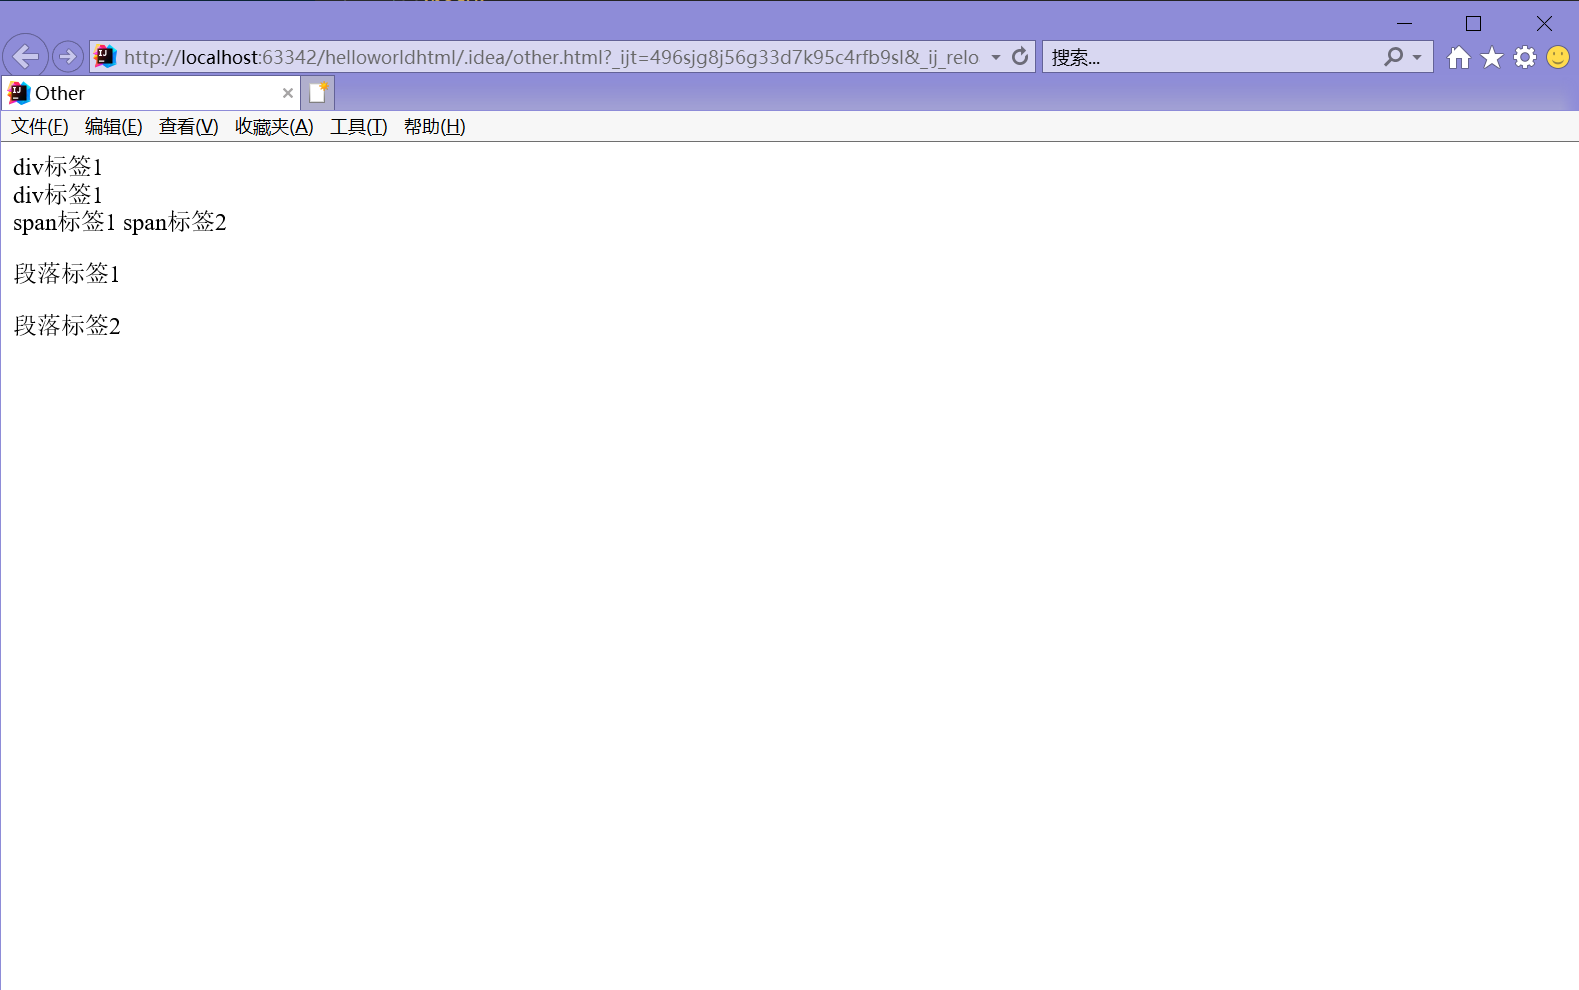 http://localhost:63342/helloworldhtml/.idea/other.html?_ijt=496sjg8j56g33d7k95c4rfb9sl&_ij_relo
搜索...
Other
文件(F) 编辑(E) 查看(V) 收藏夹(A) 工具(T) 帮助(H)
div标签1
div标签1
span标签1 span标签2
段落标签1
段落标签2